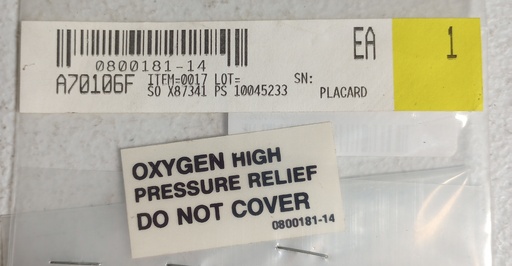 0800181-14 EA 1
A70106F ITEM=0017 LOT= SN:
SO X87341 PS 10045233 PLACARD
OXYGEN HIGH
PRESSURE RELIEF
DO NOT COVER
0800181-14